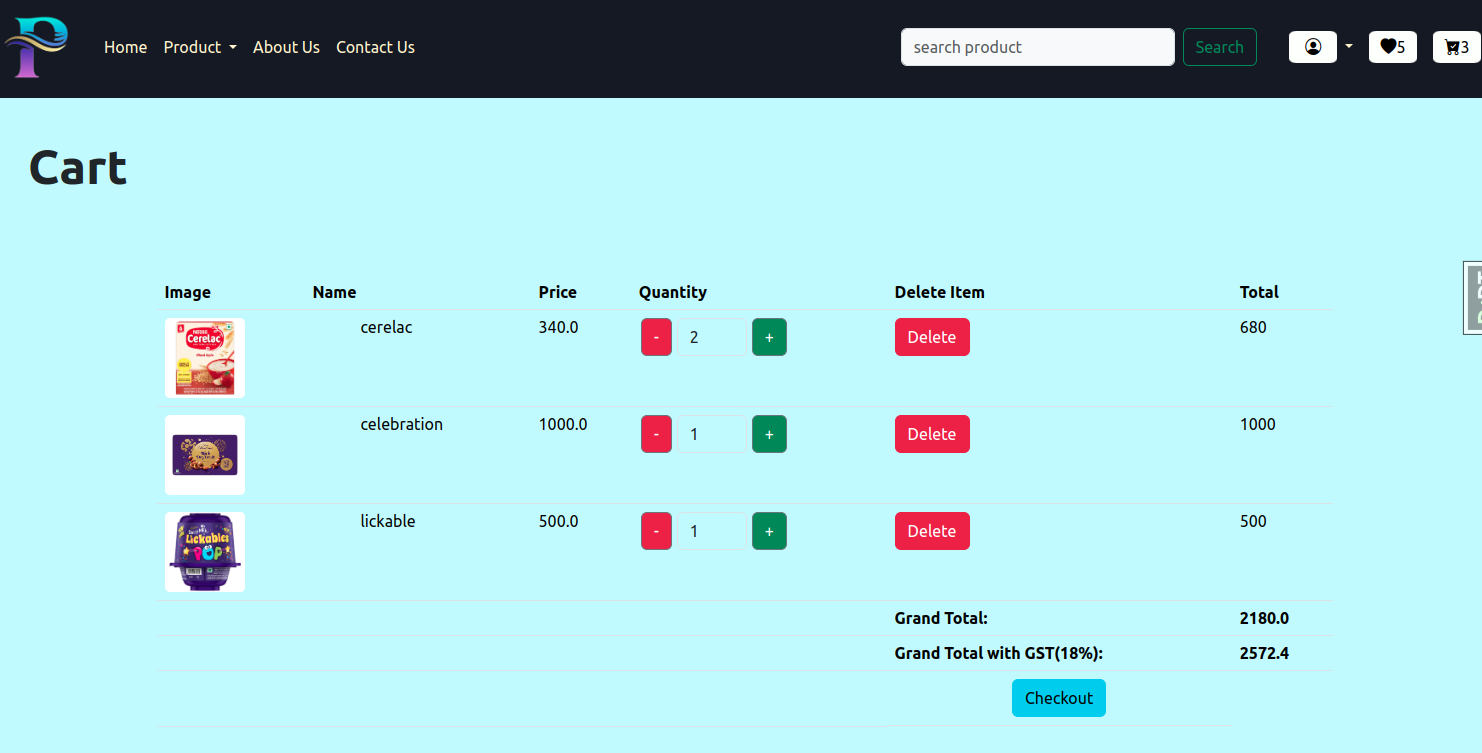 Home Product About Us Contact Us search product Search 5 3
Cart
Image Name Price Quantity Delete Item Total
Cerelac
cerelac 340.0 - 2 + Delete 680
celebration 1000.0 - 1 + Delete 1000
Lickables
POP
lickable 500.0 - 1 + Delete 500
Grand Total: 2180.0
Grand Total with GST(18%): 2572.4
Checkout